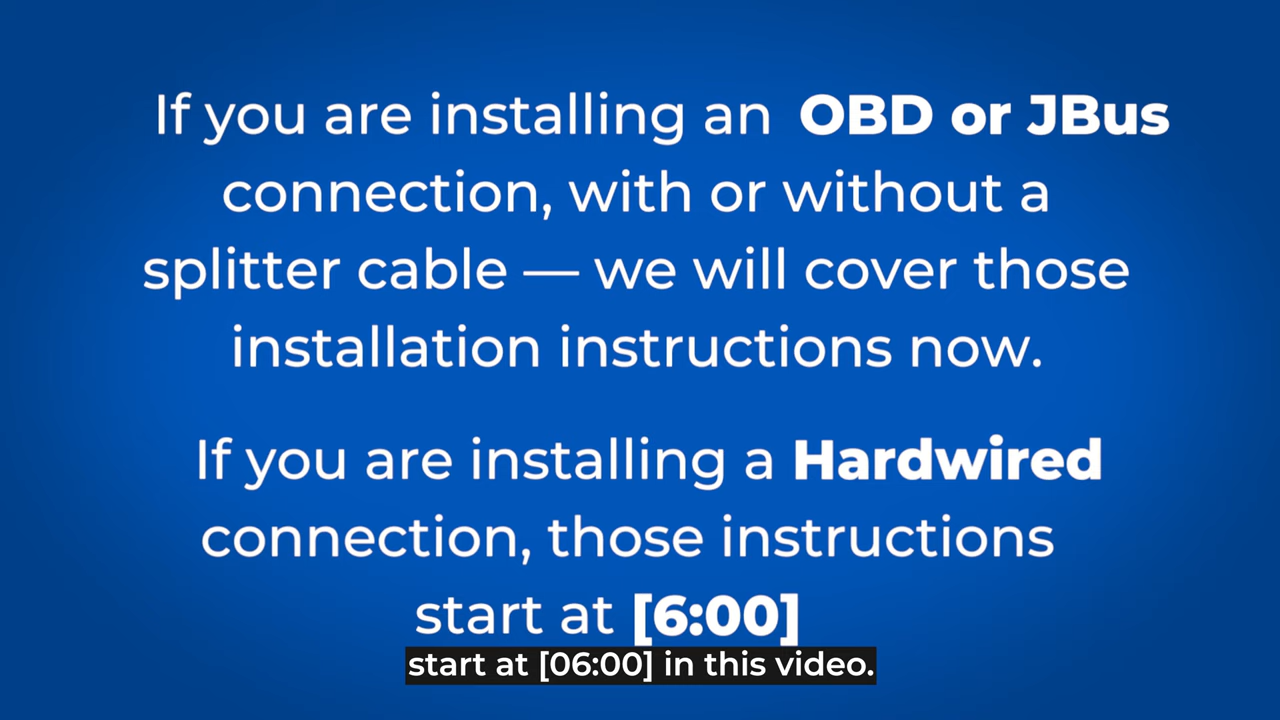 If you are installing an OBD or JBus
connection, with or without a
splitter cable — we will cover those
installation instructions now.
If you are installing a Hardwired
connection, those instructions
start at [6:00]
start at [06:00] in this video.